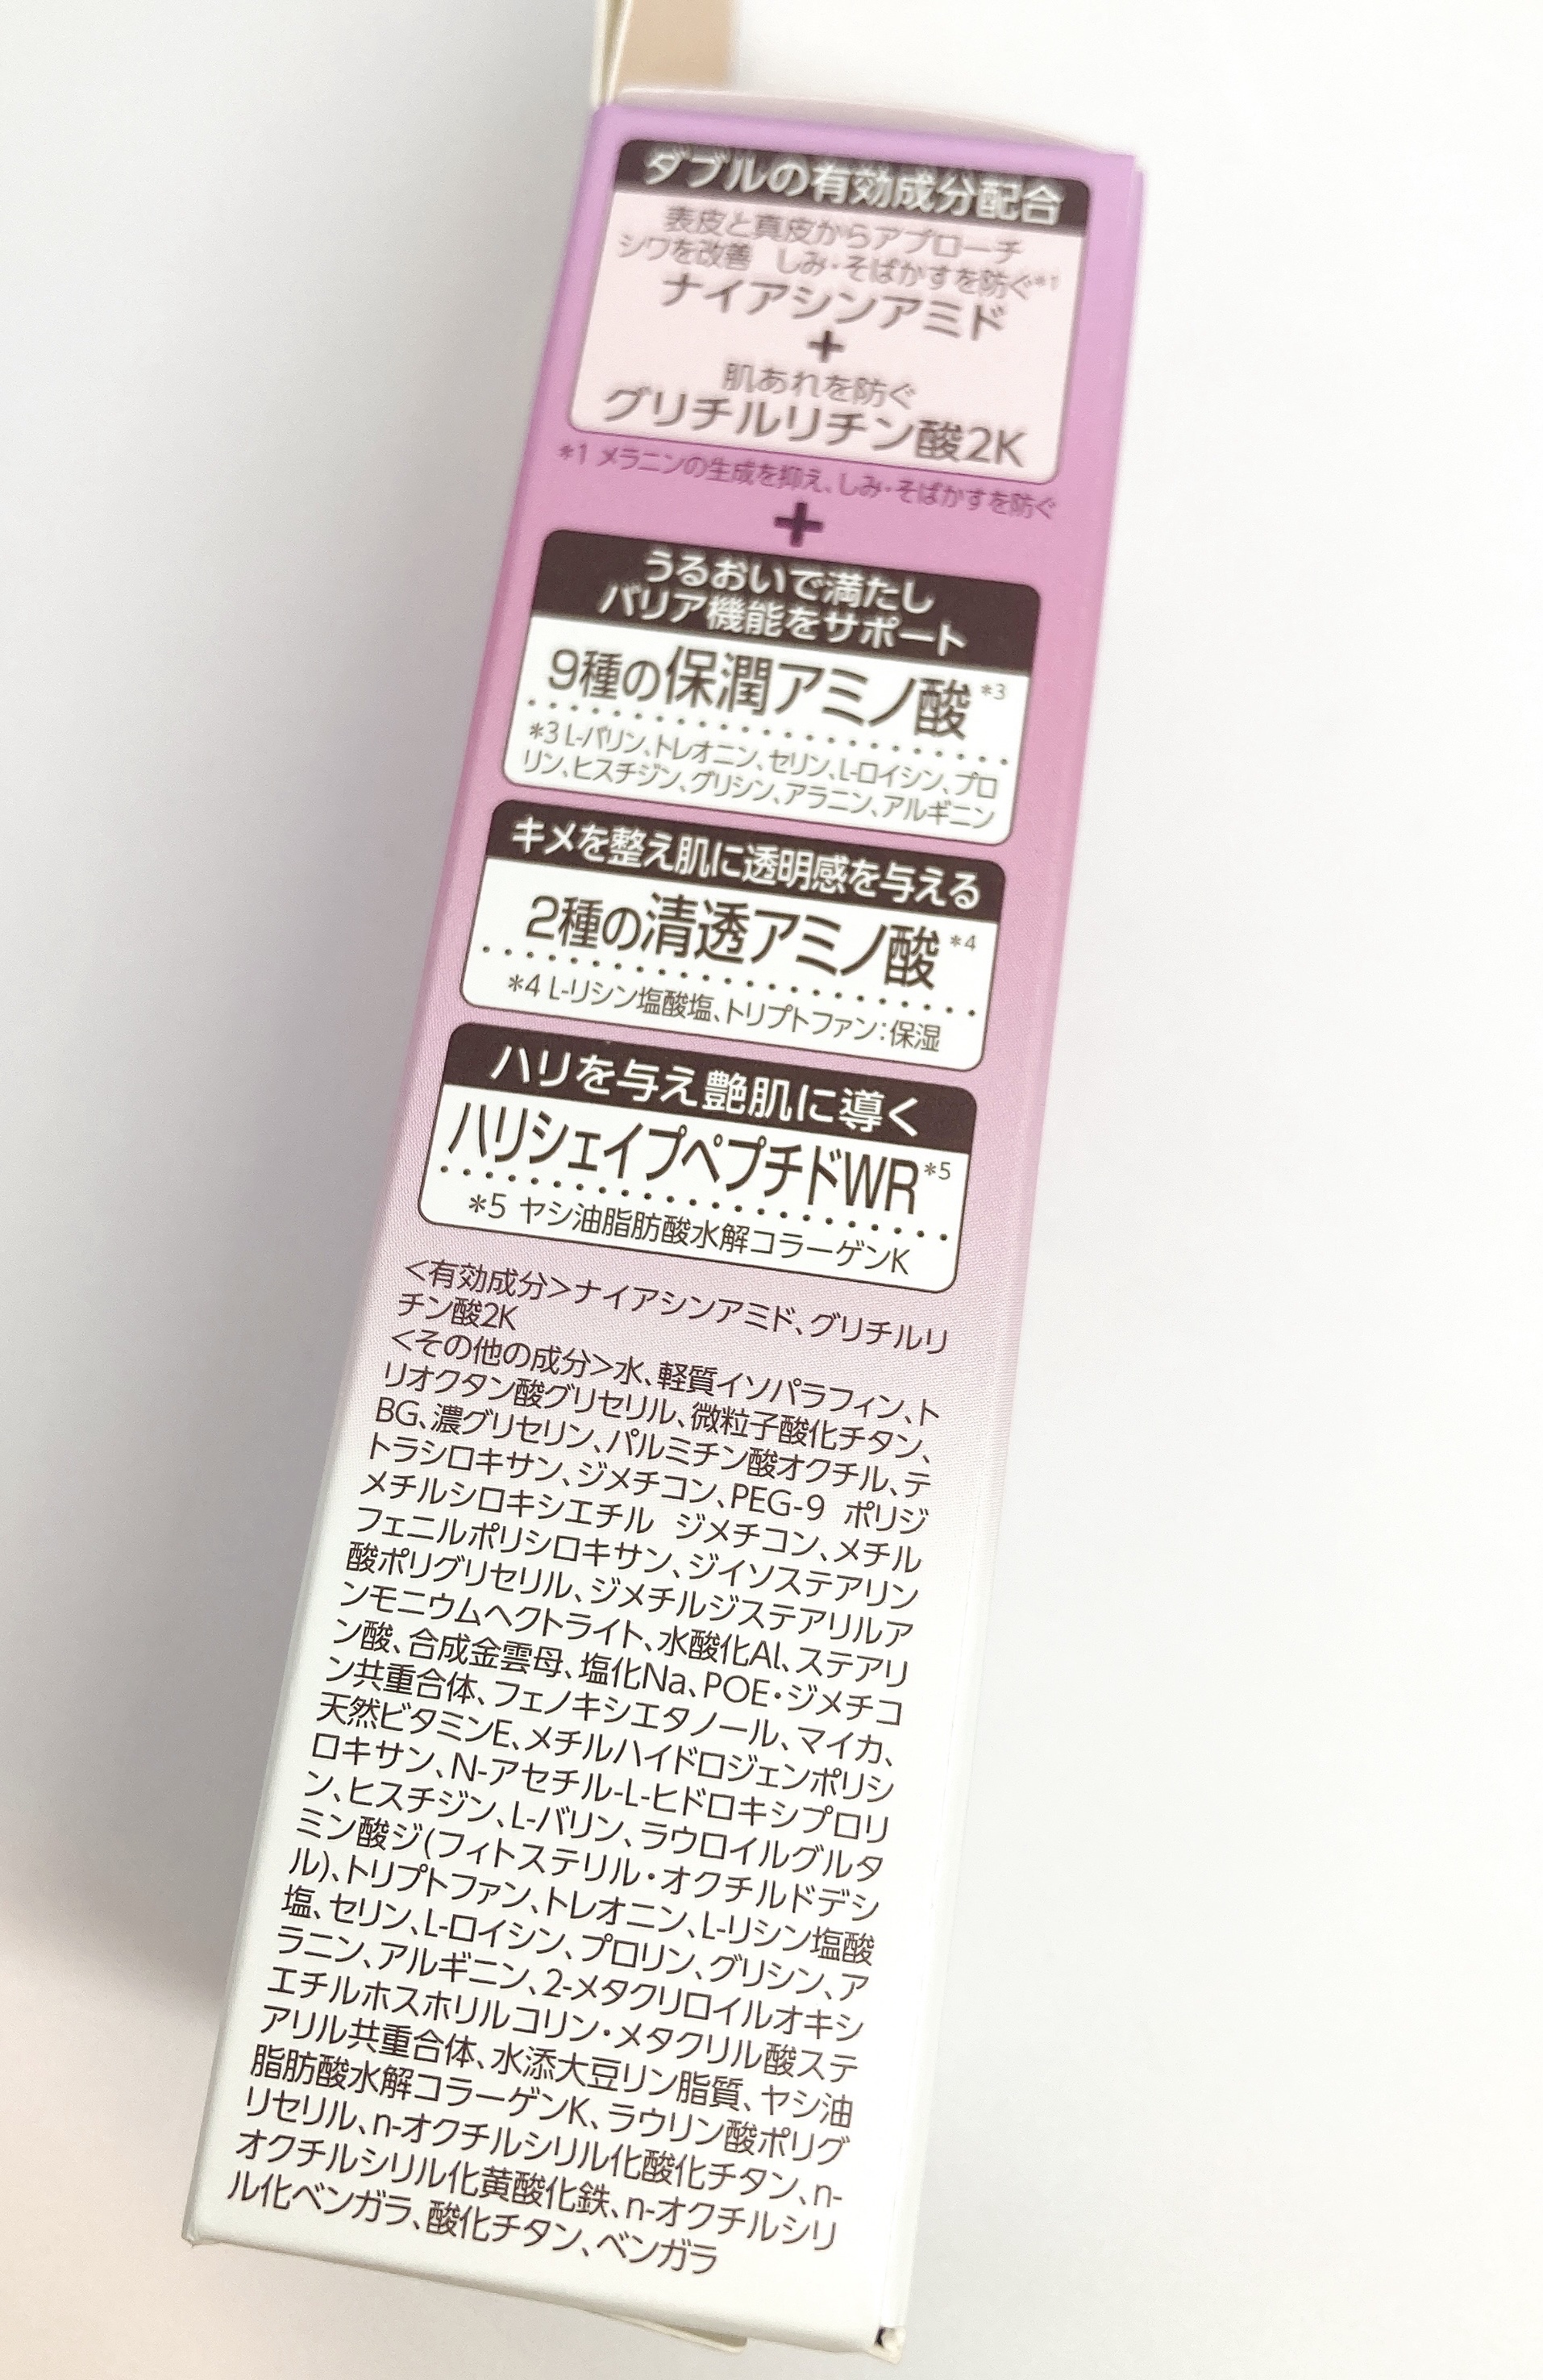 ダブルの有効成分配合
表皮と真皮からアプローチ
シワを改善 しみ・そばかすを防ぐ*1
ナイアシンアミド
+
肌あれを防ぐ
グリチルリチン酸2K
*1 メラニンの生成を抑え、しみ・そばかすを防ぐ
+
うるおいで満たし
バリア機能をサポート
9種の保潤アミノ酸*3
*3 L-バリン、トレオニン、セリン、L-ロイシン、プロ
リン、ヒスチジン、グリシン、アラニン、アルギニン
キメを整え肌に透明感を与える
2種の清透アミノ酸*4
*4 L-リシン塩酸塩、トリプトファン：保湿
ハリを与え艶肌に導く
ハリシェイプペプチドWR*5
*5 ヤシ油脂肪酸水解コラーゲンK
<有効成分>ナイアシンアミド、グリチルリ
チン酸2K
<その他の成分>水、軽質イソパラフィン、ト
リオクタン酸グリセリル、微粒子酸化チタン、
BG、濃グリセリン、パルミチン酸オクチル、テ
トラシロキサン、ジメチコン、PEG-9 ポリジ
メチルシロキシエチル ジメチコン、メチル
フェニルポリシロキサン、ジイソステアリン
酸ポリグリセリル、ジメチルジステアリルア
ンモニウムヘクトライト、水酸化Al、ステアリ
ン酸、合成金雲母、塩化Na、POE・ジメチコ
ン共重合体、フェノキシエタノール、マイカ、
天然ビタミンE、メチルハイドロジェンポリシ
ロキサン、N-アセチル-L-ヒドロキシプロリ
ン、ヒスチジン、L-バリン、ラウロイルグルタ
ミン酸ジ(フィトステリル・オクチルドデシ
ル)、トリプトファン、トレオニン、L-リシン塩酸
塩、セリン、L-ロイシン、プロリン、グリシン、ア
ラニン、アルギニン、2-メタクリロイルオキシ
エチルホスホリルコリン・メタクリル酸ステ
アリル共重合体、水添大豆リン脂質、ヤシ油
脂肪酸水解コラーゲンK、ラウリン酸ポリグ
リセリル、n-オクチルシリル化酸化チタン、n-
オクチルシリル化黄酸化鉄、n-オクチルシリ
ル化ベンガラ、酸化チタン、ベンガラ